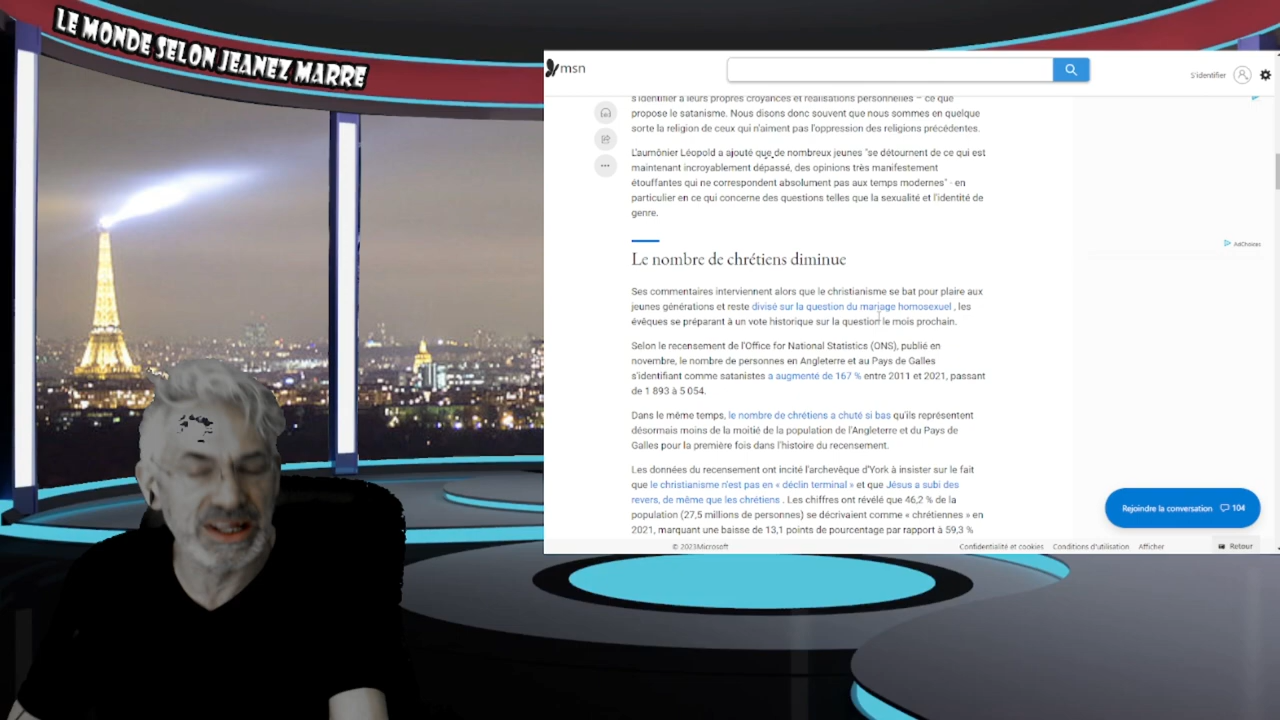 LE MONDE SELON JEANEZ MARRE
msn
S'identifier
s'identifier à leurs propres croyances et réalisations personnelles – ce que
propose le satanisme. Nous disons donc souvent que nous sommes en quelque
sorte la religion de ceux qui n'aiment pas l'oppression des religions précédentes.
L'aumônier Léopold a ajouté que de nombreux jeunes "se détournent de ce qui est
maintenant incroyablement dépassé, des opinions très manifestement
étouffantes qui ne correspondent absolument pas aux temps modernes" - en
particulier en ce qui concerne des questions telles que la sexualité et l'identité de
genre.
AdChoices
Le nombre de chrétiens diminue
Ses commentaires interviennent alors que le christianisme se bat pour plaire aux
jeunes générations et reste divisé sur la question du mariage homosexuel , les
évêques se préparant à un vote historique sur la question le mois prochain.
Selon le recensement de l'Office for National Statistics (ONS), publié en
novembre, le nombre de personnes en Angleterre et au Pays de Galles
s'identifiant comme satanistes a augmenté de 167 % entre 2011 et 2021, passant
de 1 893 à 5 054.
Dans le même temps, le nombre de chrétiens a chuté si bas qu'ils représentent
désormais moins de la moitié de la population de l'Angleterre et du Pays de
Galles pour la première fois dans l'histoire du recensement.
Les données du recensement ont incité l'archevêque d'York à insister sur le fait
que le christianisme n'est pas en « déclin terminal » et que Jésus a subi des
revers, de même que les chrétiens . Les chiffres ont révélé que 46,2 % de la
population (27,5 millions de personnes) se décrivaient comme « chrétiennes » en
2021, marquant une baisse de 13,1 points de pourcentage par rapport à 59,3 %
Rejoindre la conversation 104
© 2023Microsoft
Confidentialité et cookies Conditions d'utilisation Afficher Retour